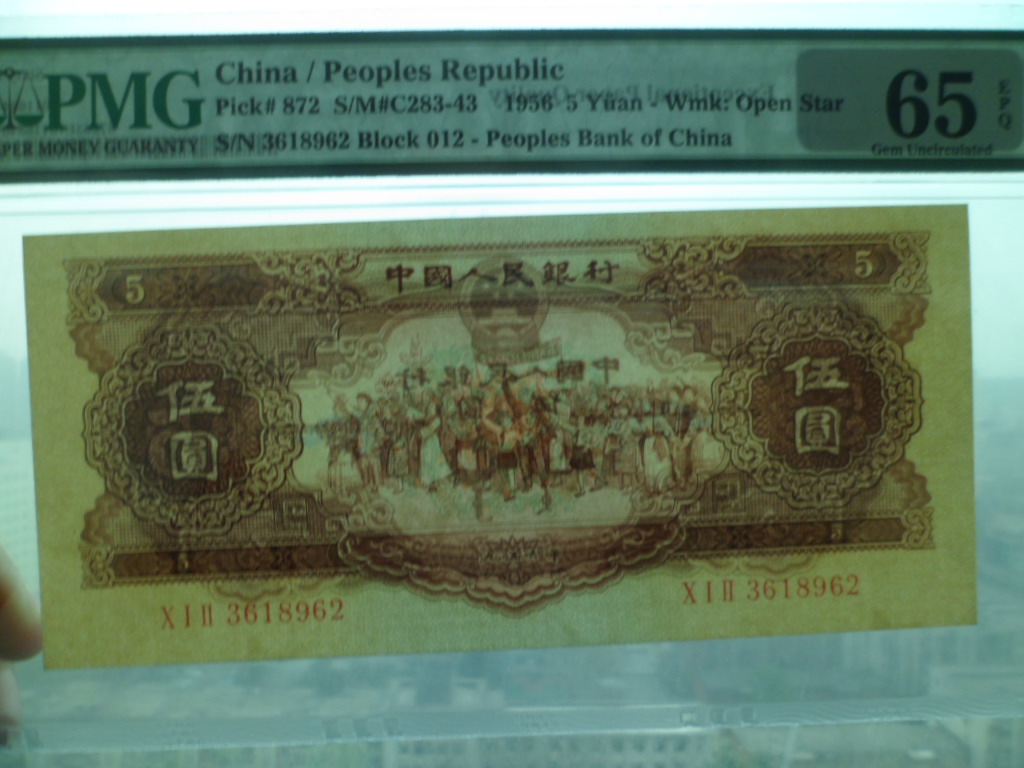 PMG
PER MONEY GUARANTY
China / Peoples Republic
Pick# 872 S/M#C283-43 1956 5 Yuan - Wmk: Open Star
S/N 3618962 Block 012 - Peoples Bank of China
65 EPQ
Gem Uncirculated
中國人民銀行
5
5
伍圓
伍圓
XIⅡ 3618962
XIⅡ 3618962